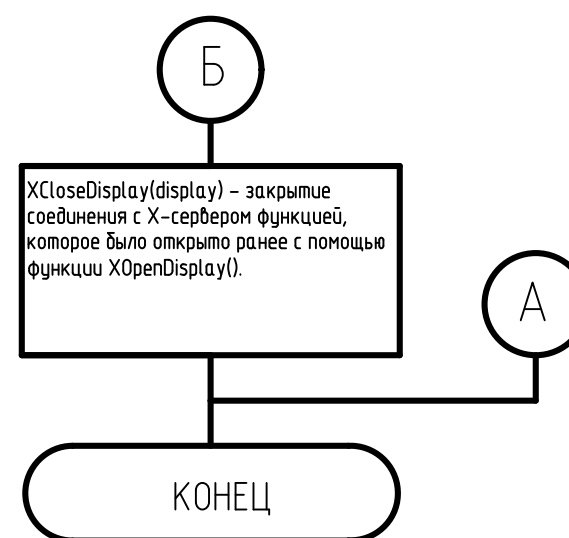 Б
XCloseDisplay(display) – закрытие
соединения с X-сервером функцией,
которое было открыто ранее с помощью
функции XOpenDisplay().
А
КОНЕЦ